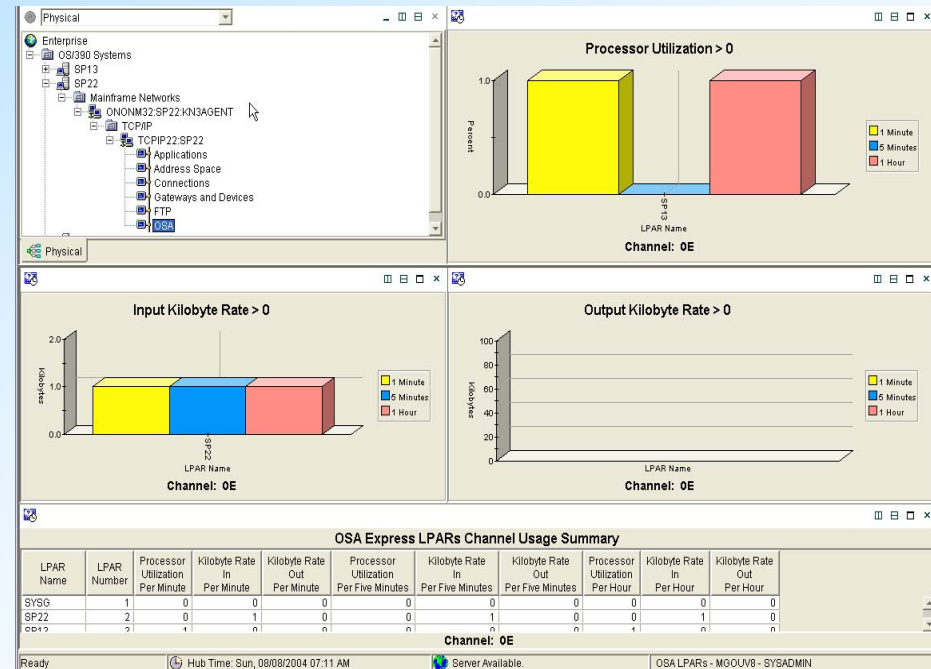 Physical
Enterprise
OS/390 Systems
SP13
SP22
Mainframe Networks
ONONM32:SP22:KN3AGENT
TCP/IP
TCPIP22:SP22
Applications
Address Space
Connections
Gateways and Devices
FTP
OSA
Physical
Processor Utilization > 0
Percent
1.0
0.0
SP13
LPAR Name
Channel: 0E
1 Minute
5 Minutes
1 Hour
Input Kilobyte Rate > 0
Kilobytes
2.0
1.0
0.0
SP22
LPAR Name
Channel: 0E
1 Minute
5 Minutes
1 Hour
Output Kilobyte Rate > 0
Kilobytes
100
80
60
40
20
0
LPAR Name
Channel: 0E
1 Minute
5 Minutes
1 Hour
OSA Express LPARs Channel Usage Summary
LPAR Name LPAR Number Processor Utilization Per Minute Kilobyte Rate In Per Minute Kilobyte Rate Out Per Minute Processor Utilization Per Five Minutes Kilobyte Rate In Per Five Minutes Kilobyte Rate Out Per Five Minutes Processor Utilization Per Hour Kilobyte Rate In Per Hour Kilobyte Rate Out Per Hour
SYSG 1 0 0 0 0 0 0 0 0 0
SP22 2 0 1 0 0 1 0 0 1 0
Channel: 0E
Ready
Hub Time: Sun, 08/08/2004 07:11 AM
Server Available.
OSA LPARs - MGOUV8 - SYSADMIN